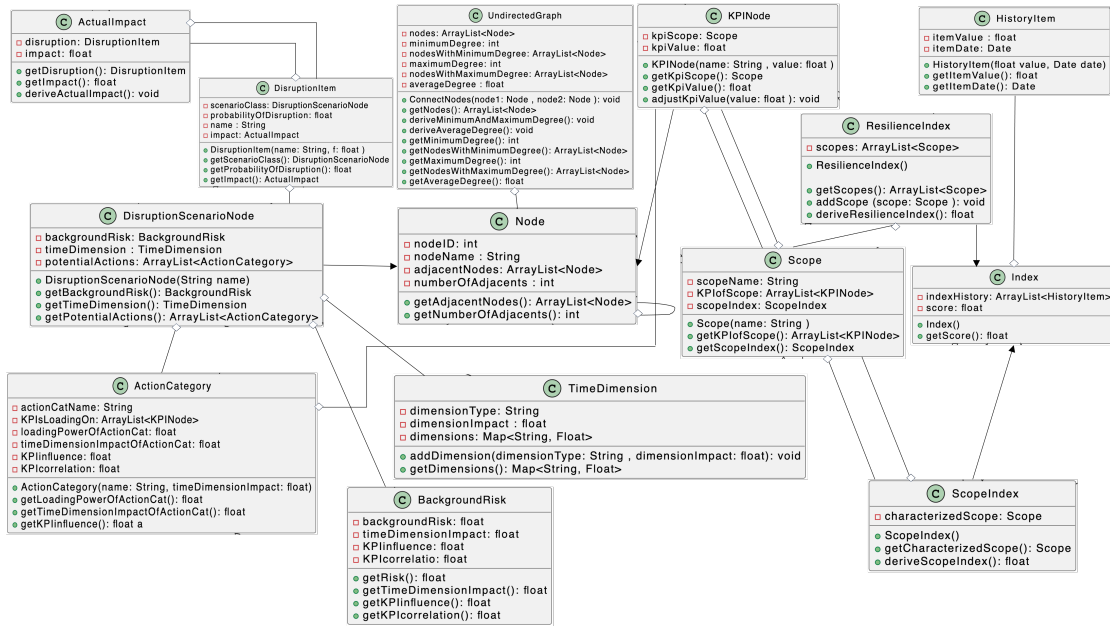 C ActualImpact
disruption: DisruptionItem
impact: float
getDisruption(): DisruptionItem
getImpact(): float
deriveActualImpact(): void
C DisruptionItem
scenarioClass: DisruptionScenarioNode
probabilityOfDisruption: float
name : String
impact: ActualImpact
DisruptionItem(name: String, f: float )
getScenarioClass(): DisruptionScenarioNode
getProbabilityOfDisruption(): float
getImpact(): ActualImpact
C UndirectedGraph
nodes: ArrayList<Node>
minimumDegree: int
nodesWithMinimumDegree: ArrayList<Node>
maximumDegree: int
nodesWithMaximumDegree: ArrayList<Node>
averageDegree : float
ConnectNodes(node1: Node , node2: Node ): void
getNodes(): ArrayList<Node>
deriveMinimumAndMaximumDegree(): void
deriveAverageDegree(): void
getMinimumDegree(): int
getNodesWithMinimumDegree(): ArrayList<Node>
getMaximumDegree(): int
getNodesWithMaximumDegree(): ArrayList<Node>
getAverageDegree(): float
C KPINode
kpiScope: Scope
kpiValue: float
KPINode(name: String , value: float )
getKpiScope(): Scope
getKpiValue(): float
adjustKpiValue(value: float ): void
C HistoryItem
itemValue : float
itemDate: Date
HistoryItem(float value, Date date)
getItemValue(): float
getItemDate(): Date
C ResilienceIndex
scopes: ArrayList<Scope>
ResilienceIndex()
getScopes(): ArrayList<Scope>
addScope (scope: Scope ): void
deriveResilienceIndex(): float
C DisruptionScenarioNode
backgroundRisk: BackgroundRisk
timeDimension : TimeDimension
potentialActions: ArrayList<ActionCategory>
DisruptionScenarioNode(String name)
getBackgroundRisk(): BackgroundRisk
getTimeDimension(): TimeDimension
getPotentialActions(): ArrayList<ActionCategory>
C Node
nodeID: int
nodeName : String
adjacentNodes: ArrayList<Node>
numberOfAdjacents : int
getAdjacentNodes(): ArrayList<Node>
getNumberOfAdjacents(): int
C Scope
scopeName: String
KPIofScope: ArrayList<KPINode>
scopeIndex: ScopeIndex
Scope(name: String )
getKPIofScope(): ArrayList<KPINode>
getScopeIndex(): ScopeIndex
C Index
indexHistory: ArrayList<HistoryItem>
score: float
Index()
getScore(): float
C ActionCategory
actionCatName: String
KPIsLoadingOn: ArrayList<KPINode>
loadingPowerOfActionCat: float
timeDimensionImpactOfActionCat: float
KPIinfluence: float
KPIcorrelation: float
ActionCategory(name: String, timeDimensionImpact: float)
getLoadingPowerOfActionCat(): float
getTimeDimensionImpactOfActionCat(): float
getKPIinfluence(): float a
C TimeDimension
dimensionType: String
dimensionImpact : float
dimensions: Map<String, Float>
addDimension(dimensionType: String , dimensionImpact: float): void
getDimensions(): Map<String, Float>
C BackgroundRisk
backgroundRisk: float
timeDimensionImpact: float
KPIinfluence: float
KPIcorrelatio: float
getRisk(): float
getTimeDimensionImpact(): float
getKPIinfluence(): float
getKPIcorrelation(): float
C ScopeIndex
characterizedScope: Scope
ScopeIndex()
getCharacterizedScope(): Scope
deriveScopeIndex(): float